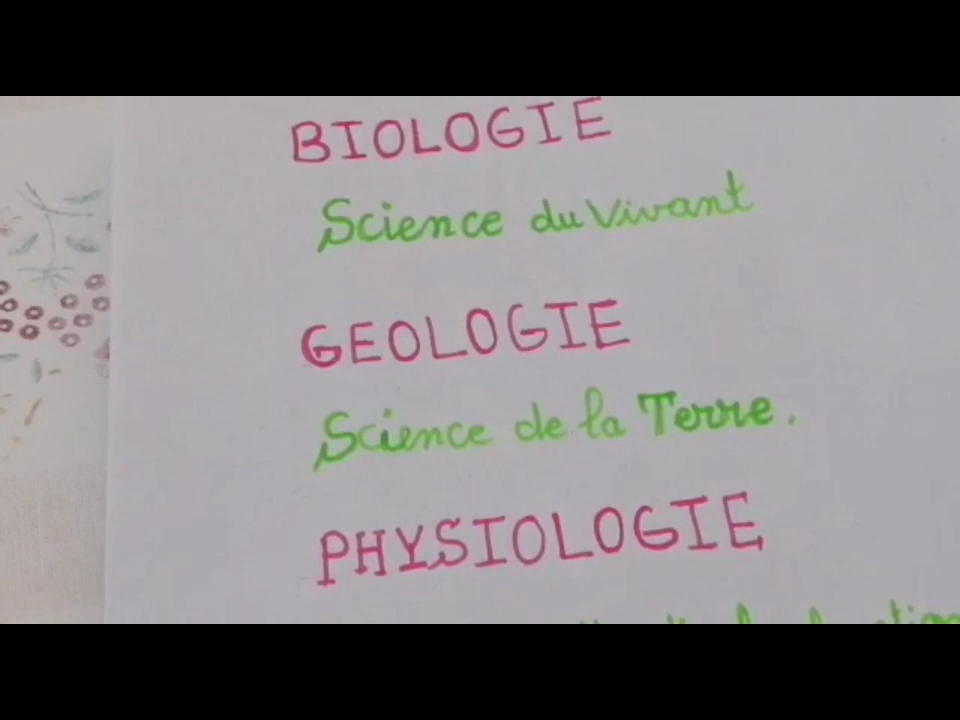 BIOLOGIE
Science du Vivant
GEOLOGIE
Science de la Terre.
PHYSIOLOGIE